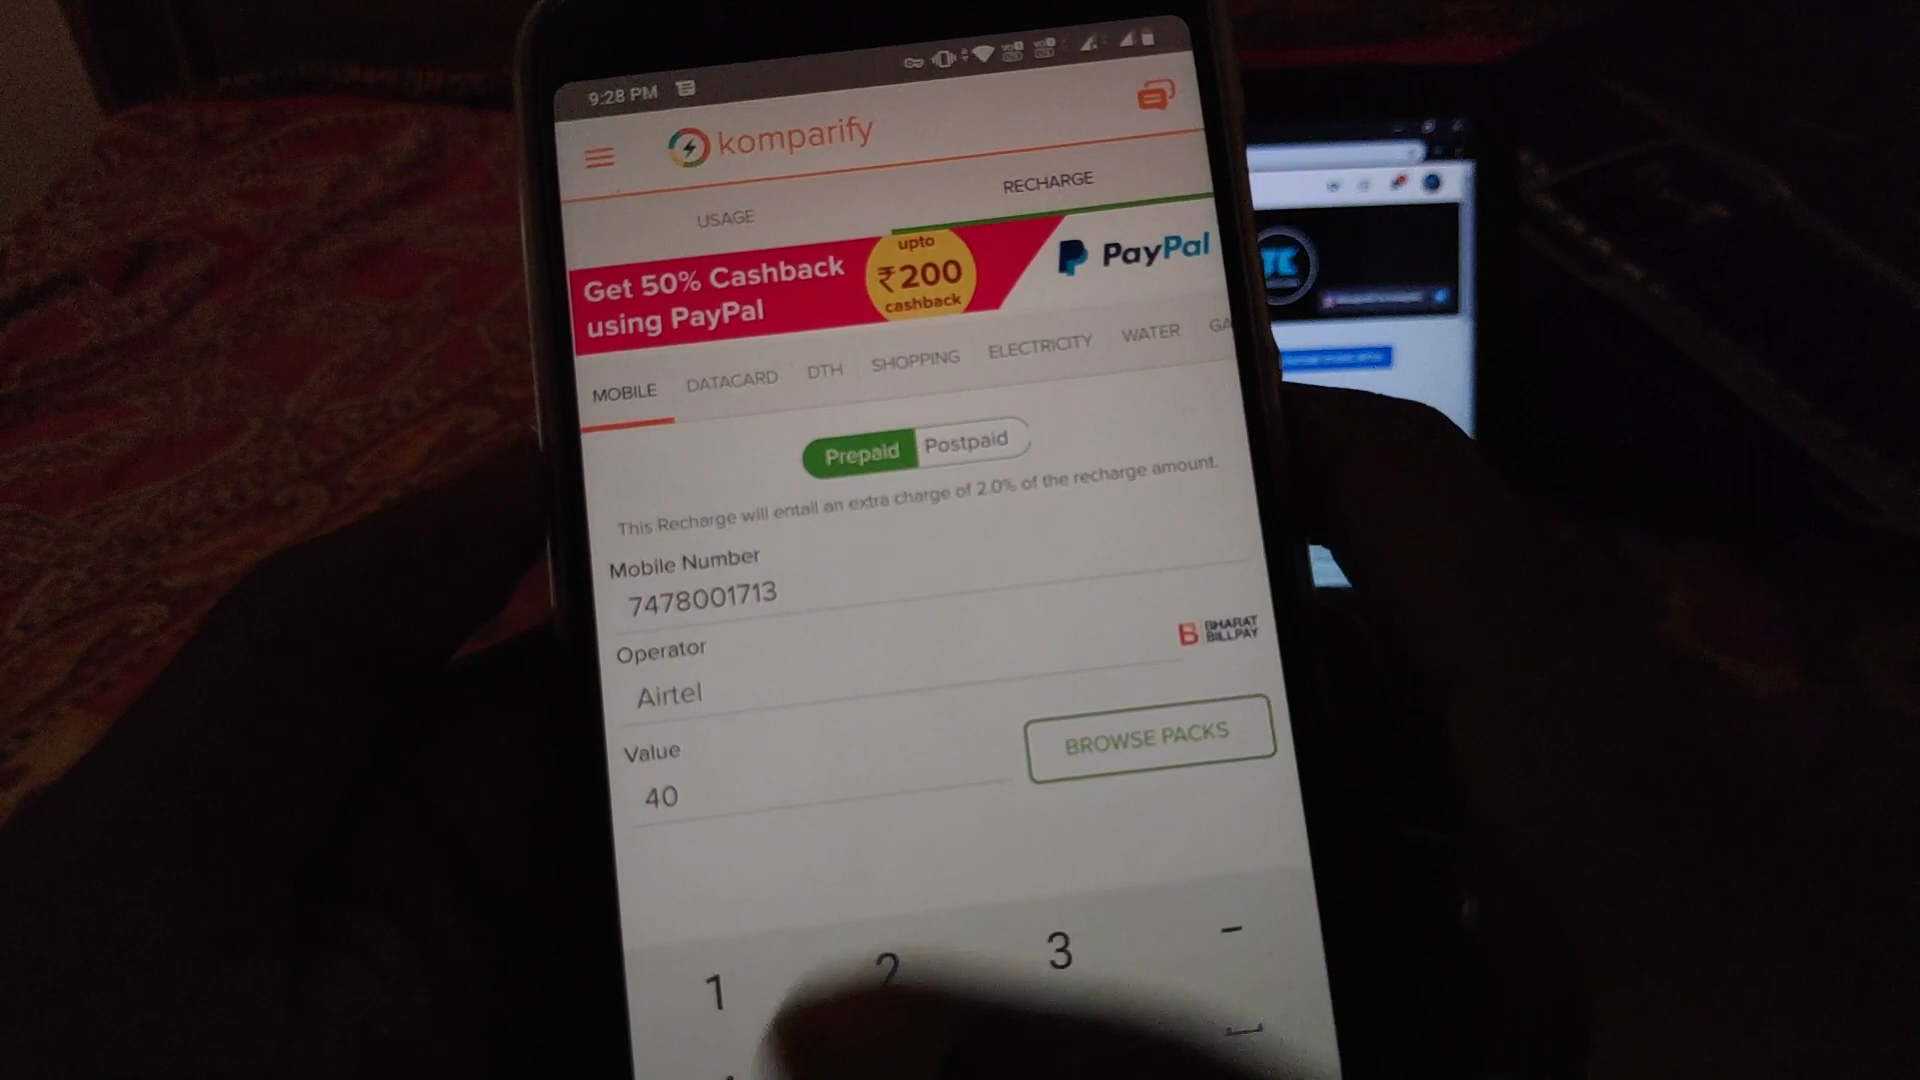 9:28 PM
komparify
USAGE
RECHARGE
Get 50% Cashback
using PayPal
upto
₹200
cashback
PayPal
MOBILE DATACARD DTH SHOPPING ELECTRICITY WATER GA
Prepaid Postpaid
This Recharge will entail an extra charge of 2.0% of the recharge amount.
Mobile Number
7478001713
Operator
BHARAT
BILLPAY
Airtel
Value
BROWSE PACKS
40
1 2 3 -